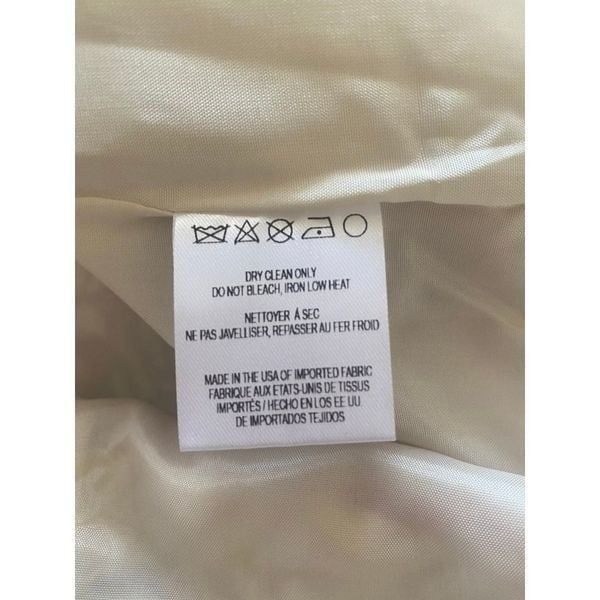 DRY CLEAN ONLY
DO NOT BLEACH, IRON LOW HEAT
NETTOYER Á SEC
NE PAS JAVELLISER, REPASSER AU FER FROID
MADE IN THE USA OF IMPORTED FABRIC
FABRIQUE AUX ETATS-UNIS DE TISSUS
IMPORTÉS / HECHO EN LOS EE UU.
DE IMPORTADOS TEJIDOS